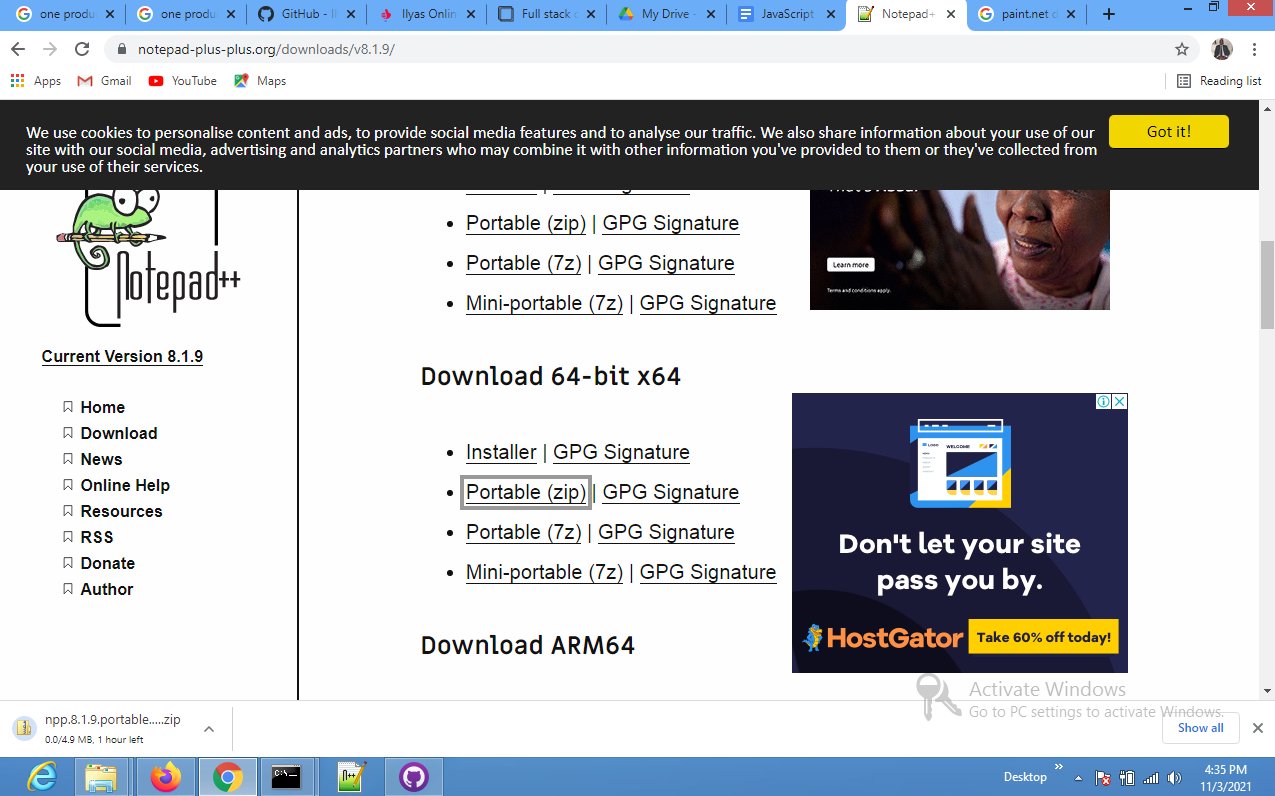 one produ
one produ
GitHub - I
Ilyas Onlin
Full stack
My Drive -
JavaScript
Notepad+
paint.net
notepad-plus-plus.org/downloads/v8.1.9/
Apps
Gmail
YouTube
Maps
Reading list
We use cookies to personalise content and ads, to provide social media features and to analyse our traffic. We also share information about your use of our
site with our social media, advertising and analytics partners who may combine it with other information you've provided to them or they've collected from
your use of their services.
Got it!
Notepad++
Current Version 8.1.9
Home
Download
News
Online Help
Resources
RSS
Donate
Author
Portable (zip) | GPG Signature
Portable (7z) | GPG Signature
Mini-portable (7z) | GPG Signature
Download 64-bit x64
Installer | GPG Signature
Portable (zip) | GPG Signature
Portable (7z) | GPG Signature
Mini-portable (7z) | GPG Signature
Download ARM64
Learn more
Terms and conditions apply.
LOGO
WELCOME
Don't let your site
pass you by.
HostGator
Take 60% off today!
Activate Windows
Go to PC settings to activate Windows.
npp.8.1.9.portable.....zip
0.0/4.9 MB, 1 hour left
Show all
C:\
N++
Desktop
4:35 PM
11/3/2021